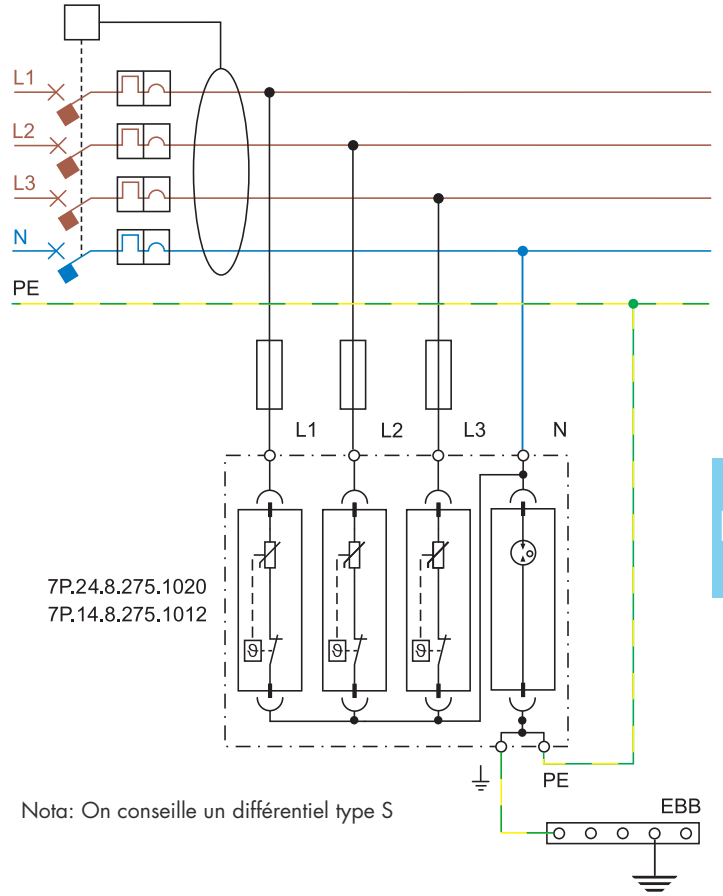 L1
L2
L3
N
PE
L1 L2 L3 N
7P.24.8.275.1020
7P.14.8.275.1012
ϑ ϑ ϑ
PE
EBB
Nota: On conseille un différentiel type S